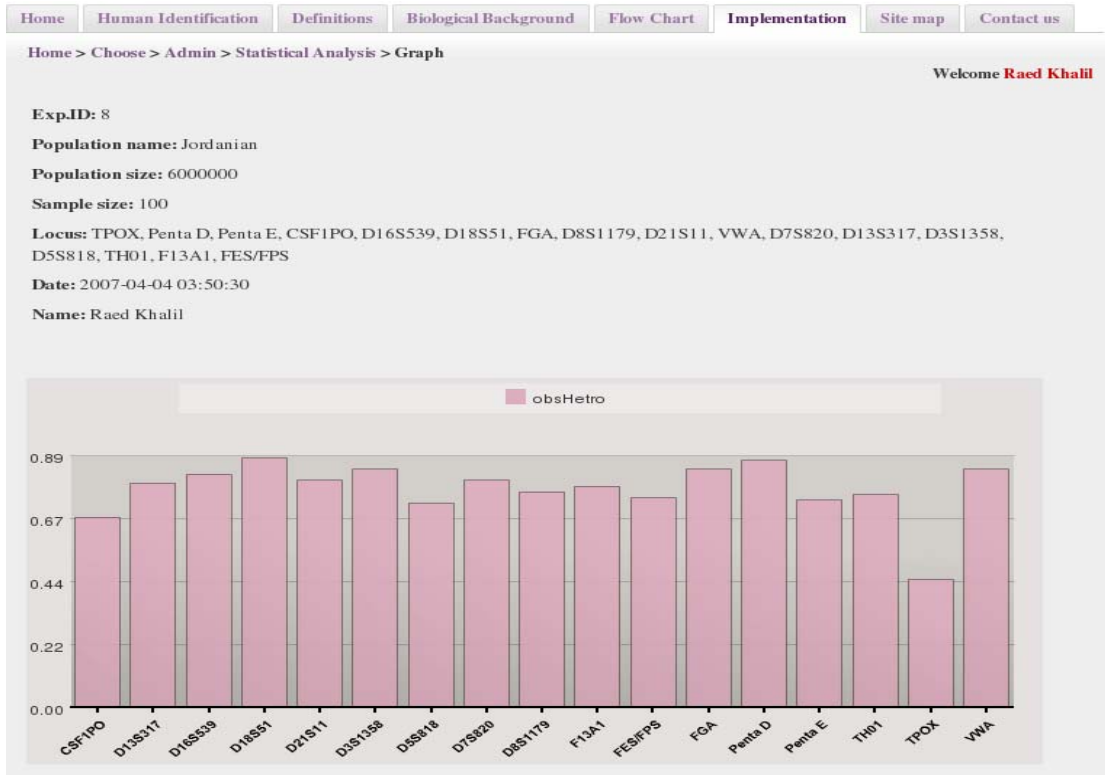 Home Human Identification Definitions Biological Background Flow Chart Implementation Site map Contact us
Home > Choose > Admin > Statistical Analysis > Graph
Welcome Raed Khalil
Exp.ID: 8
Population name: Jordanian
Population size: 6000000
Sample size: 100
Locus: TPOX, Penta D, Penta E, CSF1PO, D16S539, D18S51, FGA, D8S1179, D21S11, VWA, D7S820, D13S317, D3S1358,
D5S818, TH01, F13A1, FES/FPS
Date: 2007-04-04 03:50:30
Name: Raed Khalil
obsHetro
0.89
0.67
0.44
0.22
0.00
CSF1PO D13S317 D16S539 D18S51 D21S11 D3S1358 D5S818 D7S820 D8S1179 F13A1 FES/FPS FGA Penta D Penta E TH01 TPOX VWA